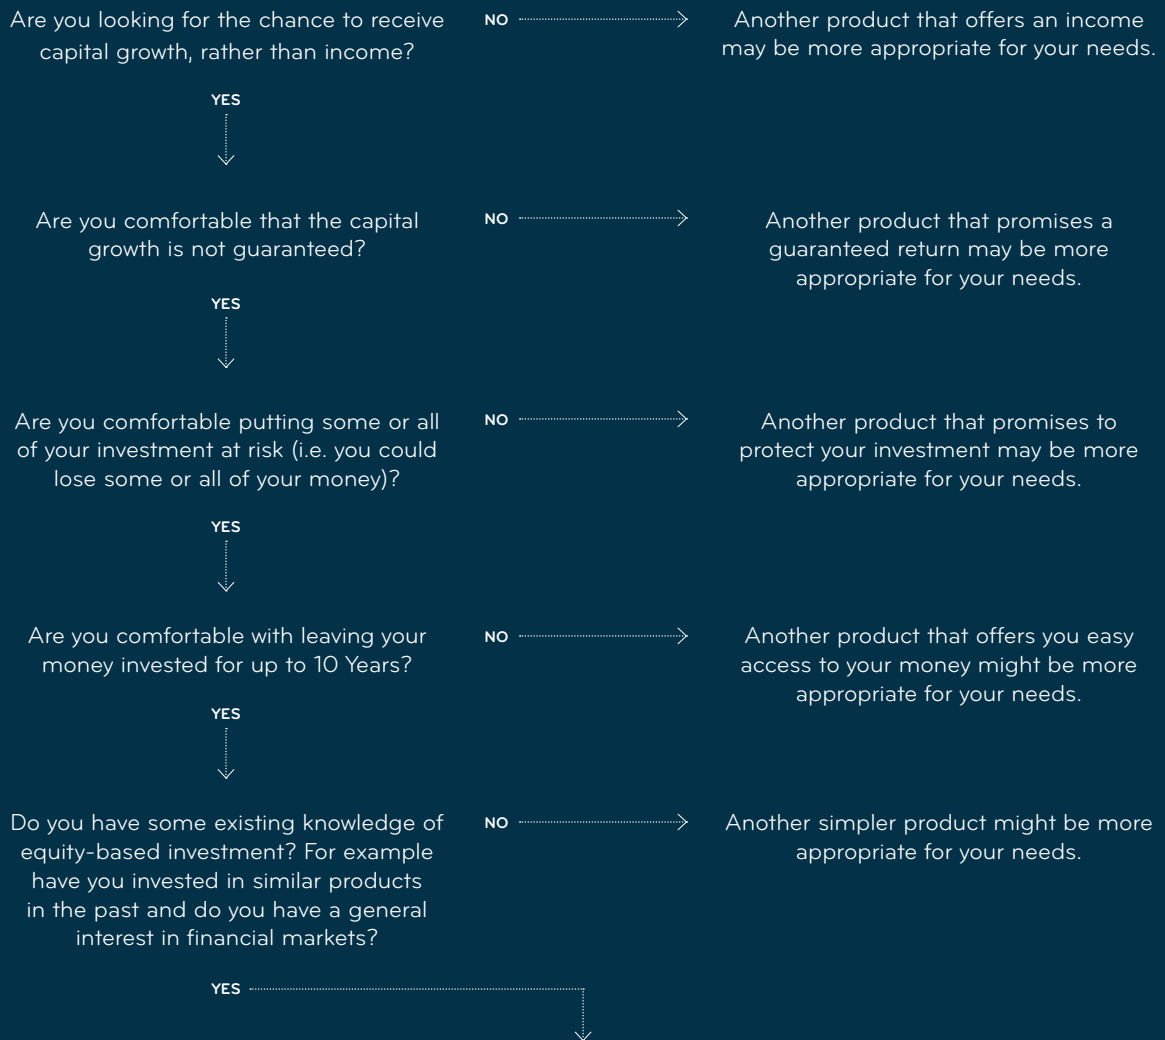 Are you looking for the chance to receive
capital growth, rather than income?
NO
Another product that offers an income
may be more appropriate for your needs.
YES
Are you comfortable that the capital
growth is not guaranteed?
NO
Another product that promises a
guaranteed return may be more
appropriate for your needs.
YES
Are you comfortable putting some or all
of your investment at risk (i.e. you could
lose some or all of your money)?
NO
Another product that promises to
protect your investment may be more
appropriate for your needs.
YES
Are you comfortable with leaving your
money invested for up to 10 Years?
NO
Another product that offers you easy
access to your money might be more
appropriate for your needs.
YES
Do you have some existing knowledge of
equity-based investment? For example
have you invested in similar products
in the past and do you have a general
interest in financial markets?
NO
Another simpler product might be more
appropriate for your needs.
YES